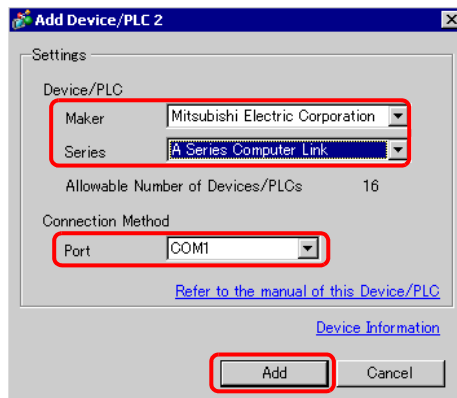 Add Device/PLC 2
Settings
Device/PLC
Maker Mitsubishi Electric Corporation
Series A Series Computer Link
Allowable Number of Devices/PLCs 16
Connection Method
Port COM1
Refer to the manual of this Device/PLC
Device Information
Add Cancel